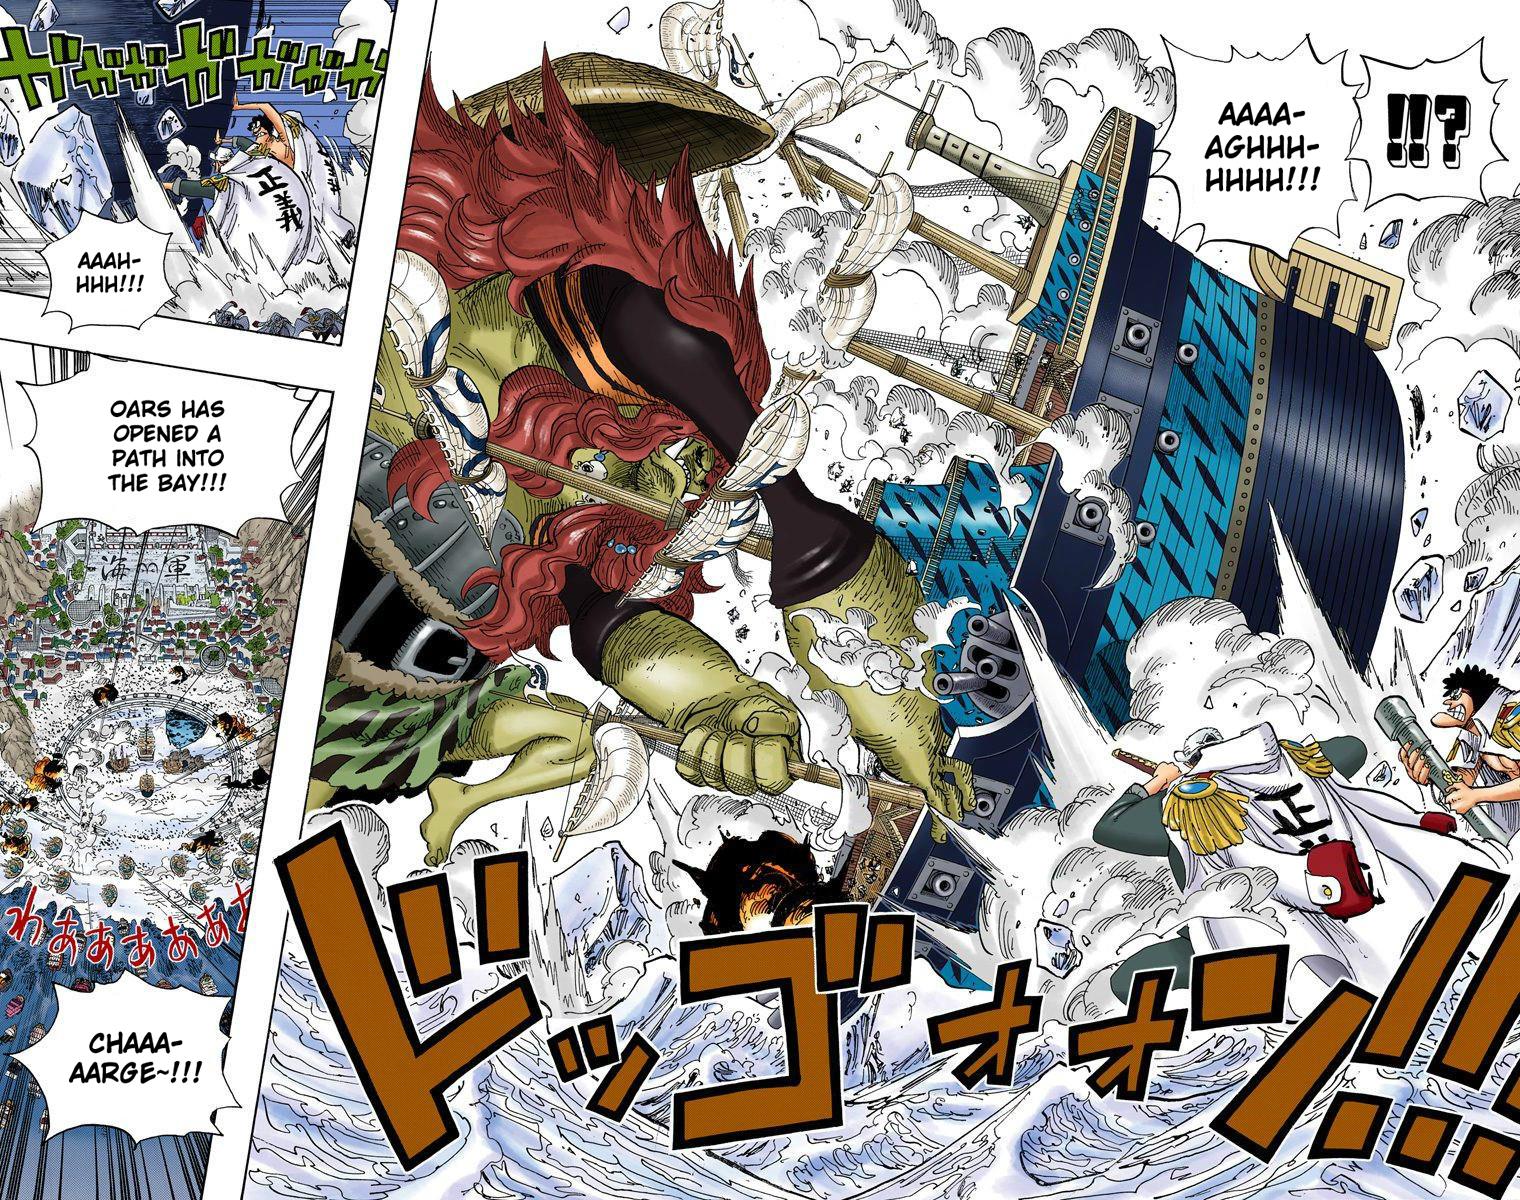 !!?
AAAA-
AGHHH-
HHHH!!!
正
ドッゴォォン!!!
ガガガガガガガ
正義
AAAH-
HHH!!!
OARS HAS
OPENED A
PATH INTO
THE BAY!!!
海軍
わあああああ
CHAAA-
AARGE~!!!